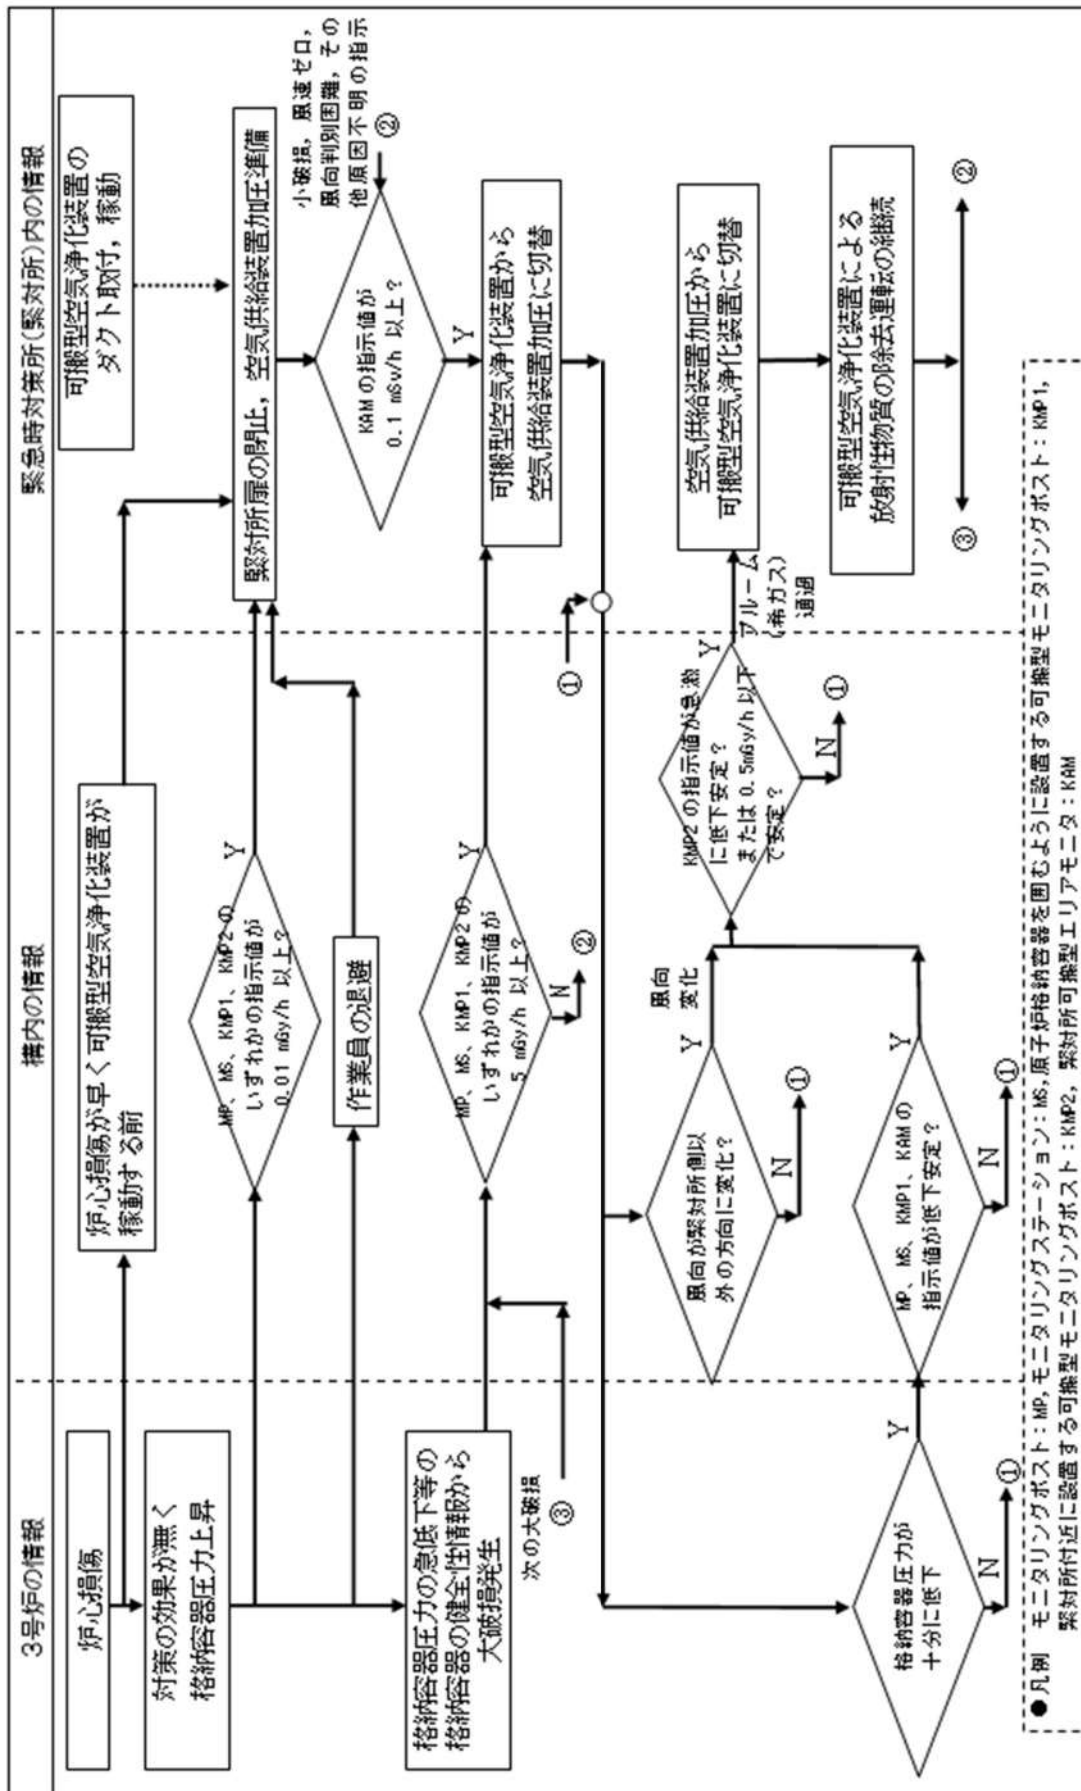 3号炉の情報
構内の情報
緊急時対策所(緊対所)内の情報
炉心損傷
炉心損傷が早く可搬型空気浄化装置が
稼動する前
可搬型空気浄化装置の
ダクト取付，稼動
対策の効果が無く
格納容器圧力上昇
MP、MS、KMP1、KMP2の
いずれかの指示値が
0.01 mGy/h 以上？
Y
緊対所扉の閉止，空気供給装置加圧準備
作業員の退避
小破損，風速ゼロ，
風向判別困難，その
他原因不明の指示
②
KAMの指示値が
0.1 mSv/h 以上？
Y
格納容器圧力の急低下等の
格納容器の健全性情報から
大破損発生
MP、MS、KMP1、KMP2の
いずれかの指示値が
5 mGy/h 以上？
Y
N
②
可搬型空気浄化装置から
空気供給装置加圧に切替
次の大破損
③
①
風向が緊対所側以
外の方向に変化？
Y
風向
変化
N
①
KMP2の指示値が急激
に低下安定？
または0.5mGy/h以下
で安定？
Y
N
①
プルーム
(希ガス)
通過
空気供給装置加圧から
可搬型空気浄化装置に切替
可搬型空気浄化装置による
放射性物質の除去運転の継続
③
②
格納容器圧力が
十分に低下
Y
N
①
MP、MS、KMP1、KAMの
指示値が低下安定？
Y
N
①
●凡例 モニタリングポスト：MP,モニタリングステーション：MS,原子炉格納容器を囲むように設置する可搬型モニタリングポスト：KMP1,
緊対所付近に設置する可搬型モニタリングポスト：KMP2, 緊対所可搬型エリアモニタ：KAM